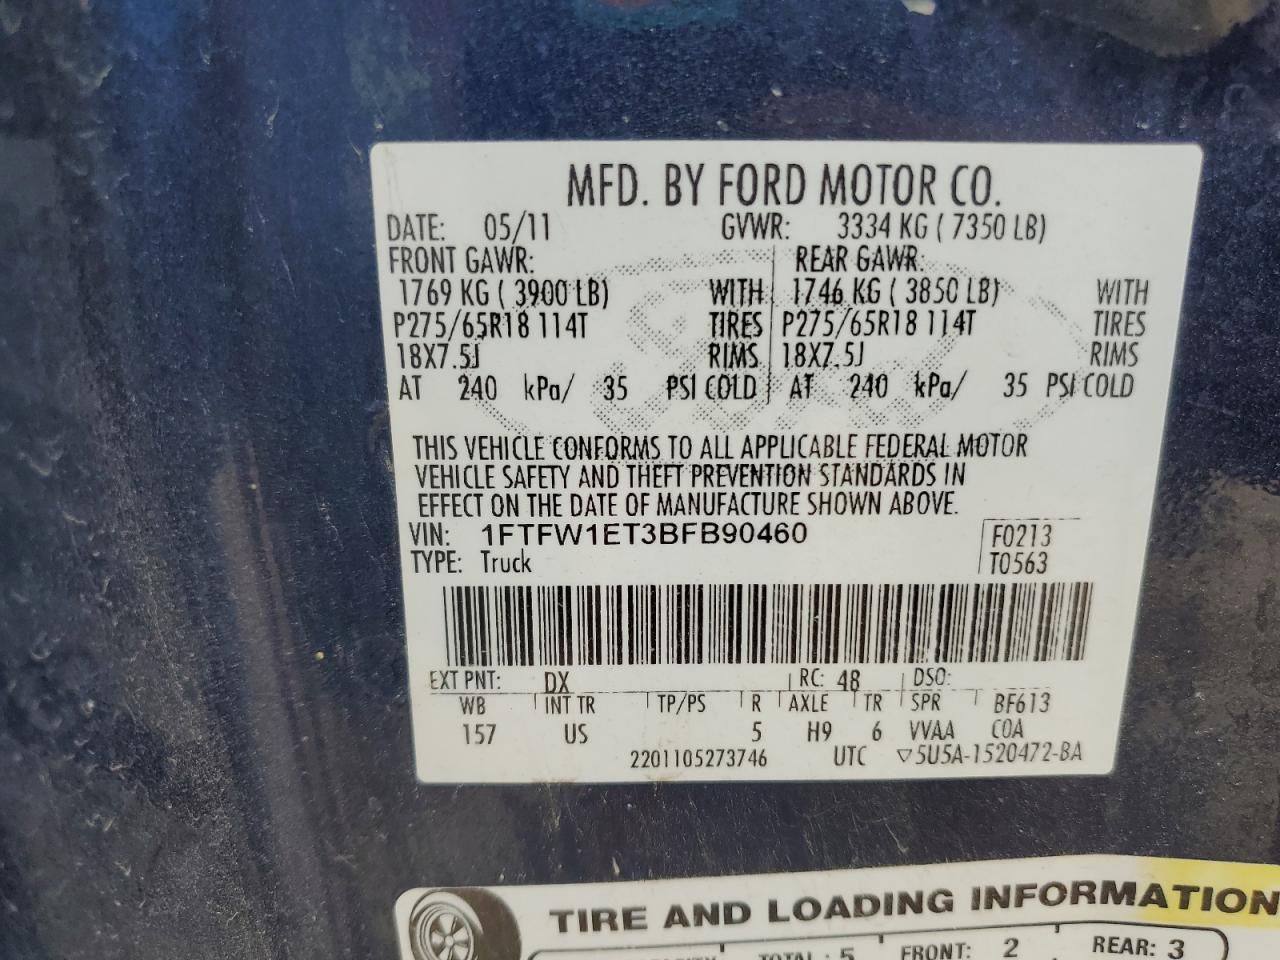 MFD. BY FORD MOTOR CO.
DATE: 05/11 GVWR: 3334 KG ( 7350 LB)
FRONT GAWR: REAR GAWR:
1769 KG ( 3900 LB) WITH 1746 KG ( 3850 LB) WITH
P275/65R18 114T TIRES P275/65R18 114T TIRES
18X7.5J RIMS 18X7.5J RIMS
AT 240 kPa/ 35 PSI COLD AT 240 kPa/ 35 PSI COLD
THIS VEHICLE CONFORMS TO ALL APPLICABLE FEDERAL MOTOR
VEHICLE SAFETY AND THEFT PREVENTION STANDARDS IN
EFFECT ON THE DATE OF MANUFACTURE SHOWN ABOVE.
VIN: 1FTFW1ET3BFB90460 F0213
TYPE: Truck T0563
EXT PNT: DX RC: 48 DSO:
WB INT TR TP/PS R AXLE TR SPR BF613
157 US 5 H9 6 VVAA COA
2201105273746 UTC ▽5U5A-1520472-BA
TIRE AND LOADING INFORMATION
TOTAL: 5 FRONT: 2 REAR: 3